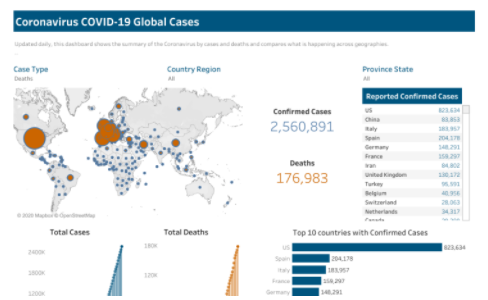 Coronavirus COVID-19 Global Cases
Updated daily, this dashboard shows the summary of the Coronavirus by cases and deaths and compares what is happening across geographies.
Case Type
Deaths
Country Region
All
Province State
All
Confirmed Cases
2,560,891
Deaths
176,983
Reported Confirmed Cases
US 823,634
China
Italy 183,957
Spain 204,178
Germany 148,291
France 159,297
Iran 84,802
United Kingdom 130,172
Turkey 95,591
Belgium 40,956
Switzerland 28,063
Netherlands 34,317
Canada
© 2020 Mapbox © OpenStreetMap
Total Cases
2400K
1800K
1200K
Total Deaths
180K
120K
Top 10 countries with Confirmed Cases
US 823,634
Spain 204,178
Italy 183,957
France 159,297
Germany 148,291